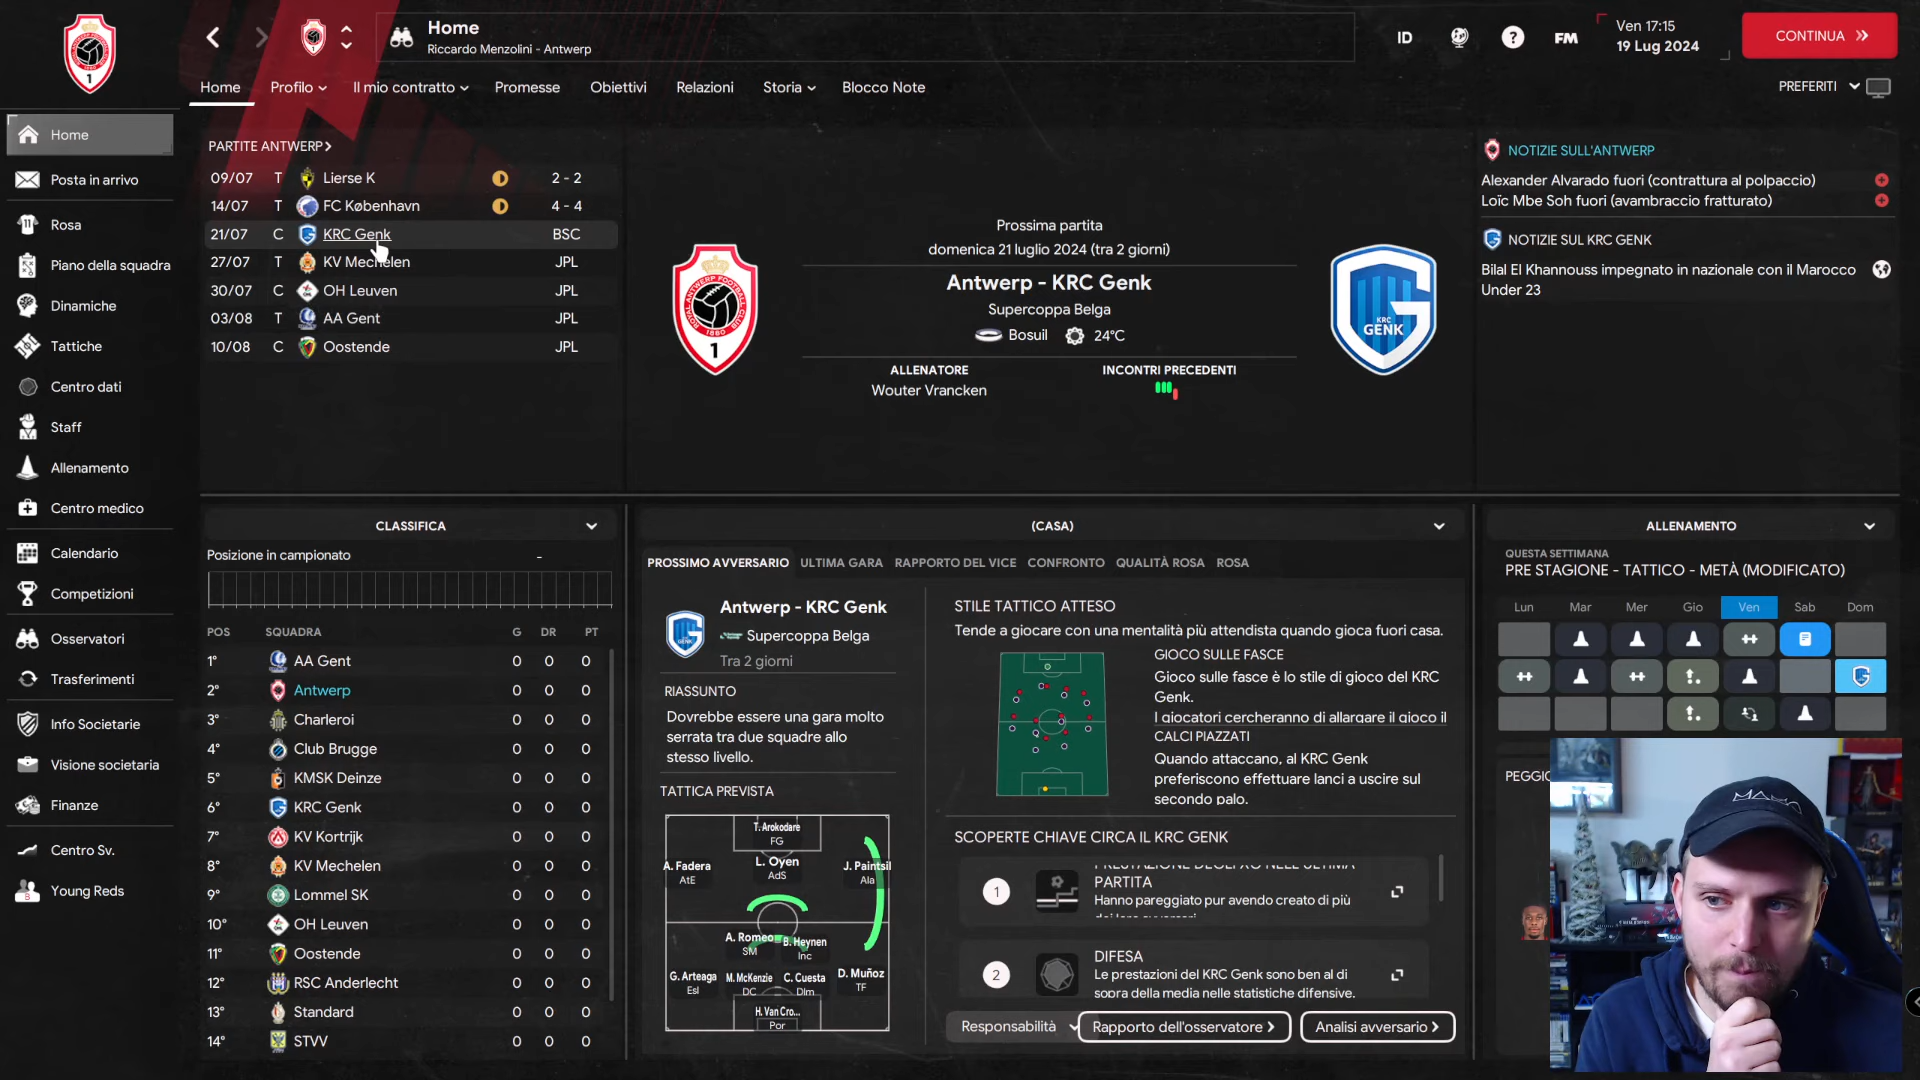 Home
Riccardo Menzolini - Antwerp
ID
?
FM
Ven 17:15
19 Lug 2024
CONTINUA
Home
Profilo
Il mio contratto
Promesse
Obiettivi
Relazioni
Storia
Blocco Note
PREFERITI
Home
Posta in arrivo
Rosa
Piano della squadra
Dinamiche
Tattiche
Centro dati
Staff
Allenamento
Centro medico
Calendario
Competizioni
Osservatori
Trasferimenti
Info Societarie
Visione societaria
Finanze
Centro Sv.
Young Reds
PARTITE ANTWERP
09/07 T Lierse K 2 - 2
14/07 T FC København 4 - 4
21/07 C KRC Genk BSC
27/07 T KV Mechelen JPL
30/07 C OH Leuven JPL
03/08 T AA Gent JPL
10/08 C Oostende JPL
Prossima partita
domenica 21 luglio 2024 (tra 2 giorni)
Antwerp - KRC Genk
Supercoppa Belga
Bosuil 24°C
ALLENATORE
Wouter Vrancken
INCONTRI PRECEDENTI
KRC
GENK
NOTIZIE SULL'ANTWERP
Alexander Alvarado fuori (contrattura al polpaccio)
Loïc Mbe Soh fuori (avambraccio fratturato)
NOTIZIE SUL KRC GENK
Bilal El Khannouss impegnato in nazionale con il Marocco
Under 23
CLASSIFICA
Posizione in campionato -
POS SQUADRA G DR PT
1° AA Gent 0 0 0
2° Antwerp 0 0 0
3° Charleroi 0 0 0
4° Club Brugge 0 0 0
5° KMSK Deinze 0 0 0
6° KRC Genk 0 0 0
7° KV Kortrijk 0 0 0
8° KV Mechelen 0 0 0
9° Lommel SK 0 0 0
10° OH Leuven 0 0 0
11° Oostende 0 0 0
12° RSC Anderlecht 0 0 0
13° Standard 0 0 0
14° STVV 0 0 0
(CASA)
PROSSIMO AVVERSARIO
ULTIMA GARA
RAPPORTO DEL VICE
CONFRONTO
QUALITÀ ROSA
ROSA
Antwerp - KRC Genk
Supercoppa Belga
Tra 2 giorni
RIASSUNTO
Dovrebbe essere una gara molto
serrata tra due squadre allo
stesso livello.
TATTICA PREVISTA
T. Arokodare
FG
A. Fadera
AtE
L. Oyen
AdS
J. Paintsil
Ala
A. Romeo
SM
B. Heynen
Inc
G. Arteaga
Esl
M. McKenzie
DC
C. Cuesta
Dlm
D. Muñoz
TF
H. Van Cro...
Por
STILE TATTICO ATTESO
Tende a giocare con una mentalità più attendista quando gioca fuori casa.
GIOCO SULLE FASCE
Gioco sulle fasce è lo stile di gioco del KRC
Genk.
I giocatori cercheranno di allargare il gioco il
CALCI PIAZZATI
Quando attaccano, al KRC Genk
preferiscono effettuare lanci a uscire sul
secondo palo.
SCOPERTE CHIAVE CIRCA IL KRC GENK
1
PARTITA
Hanno pareggiato pur avendo creato di più
2
DIFESA
Le prestazioni del KRC Genk sono ben al di
sopra della media nelle statistiche difensive.
Responsabilità
Rapporto dell'osservatore
Analisi avversario
ALLENAMENTO
QUESTA SETTIMANA
PRE STAGIONE - TATTICO - METÀ (MODIFICATO)
Lun Mar Mer Gio Ven Sab Dom